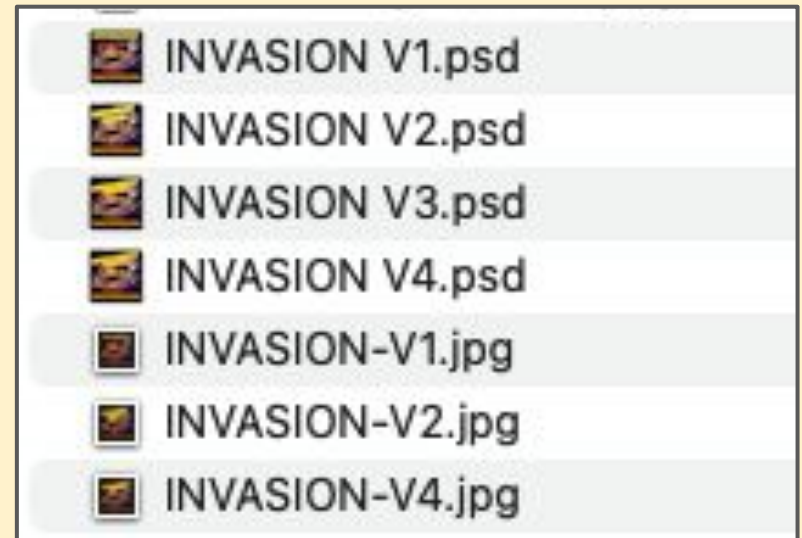 INVASION V1.psd
INVASION V2.psd
INVASION V3.psd
INVASION V4.psd
INVASION-V1.jpg
INVASION-V2.jpg
INVASION-V4.jpg